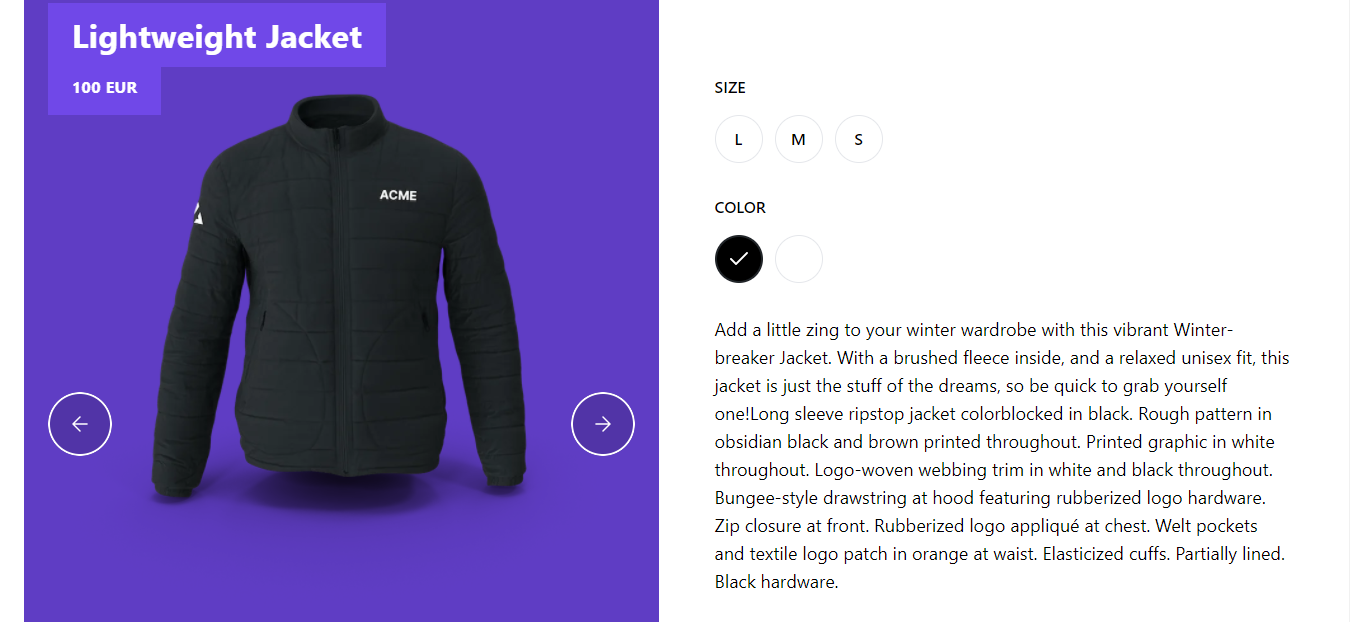 Lightweight Jacket
100 EUR
ACME
SIZE
L M S
COLOR
Add a little zing to your winter wardrobe with this vibrant Winter-
breaker Jacket. With a brushed fleece inside, and a relaxed unisex fit, this
jacket is just the stuff of the dreams, so be quick to grab yourself
one!Long sleeve ripstop jacket colorblocked in black. Rough pattern in
obsidian black and brown printed throughout. Printed graphic in white
throughout. Logo-woven webbing trim in white and black throughout.
Bungee-style drawstring at hood featuring rubberized logo hardware.
Zip closure at front. Rubberized logo appliqué at chest. Welt pockets
and textile logo patch in orange at waist. Elasticized cuffs. Partially lined.
Black hardware.